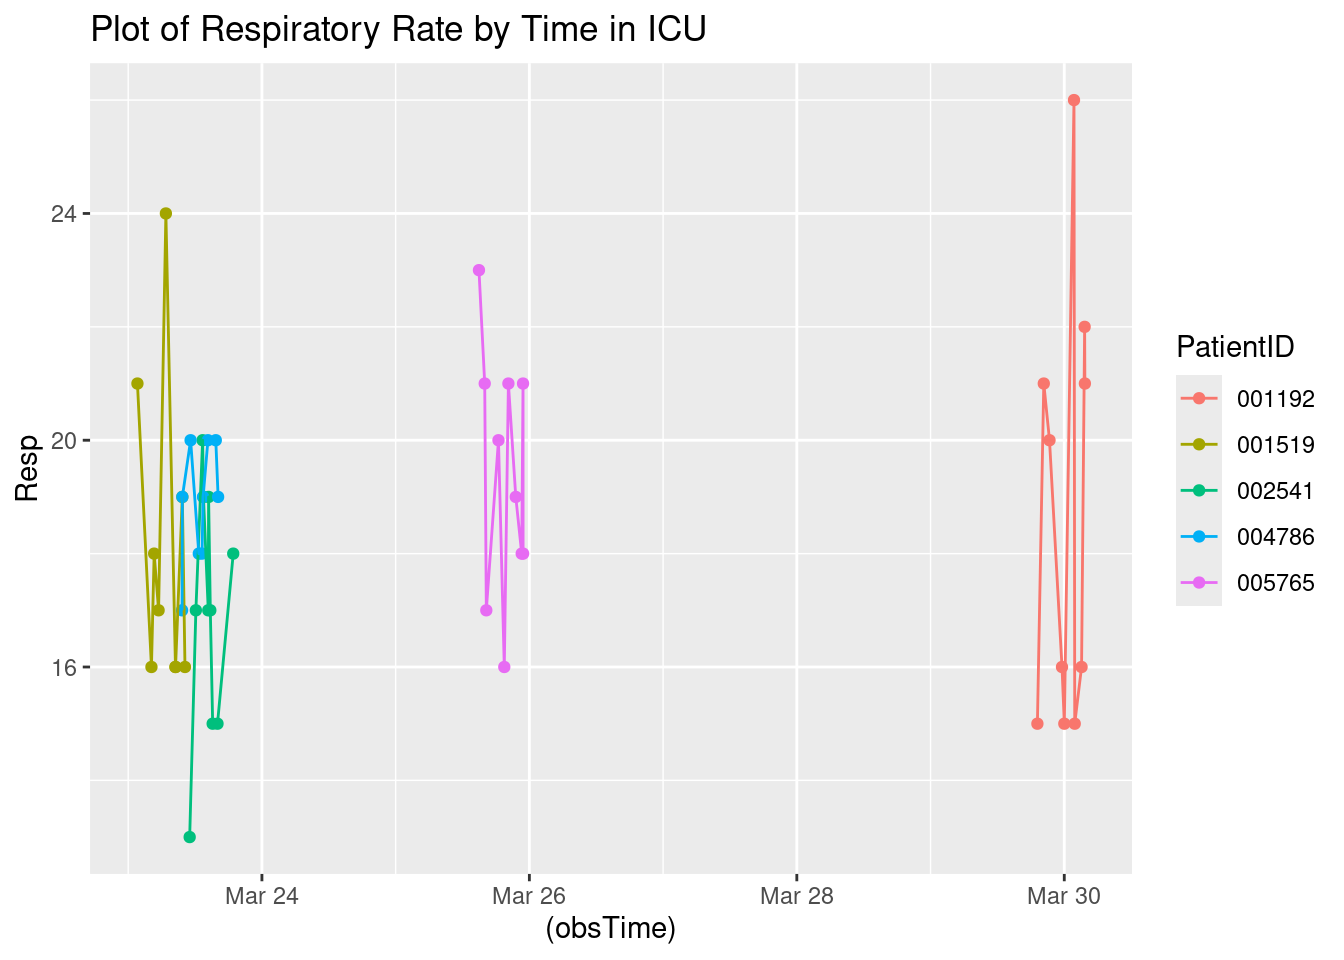 Plot of Respiratory Rate by Time in ICU
24
20
16
Resp
Mar 24
Mar 26
Mar 28
Mar 30
(obsTime)
PatientID
001192
001519
002541
004786
005765